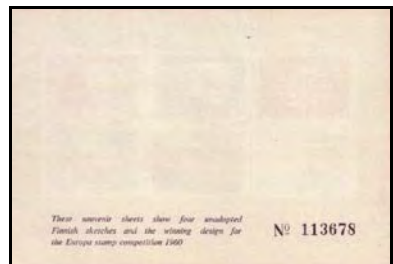 These souvenir sheets show four unadopted
Finnish sketches and the winning design for
the Europa stamp competition 1960
Nº 113678